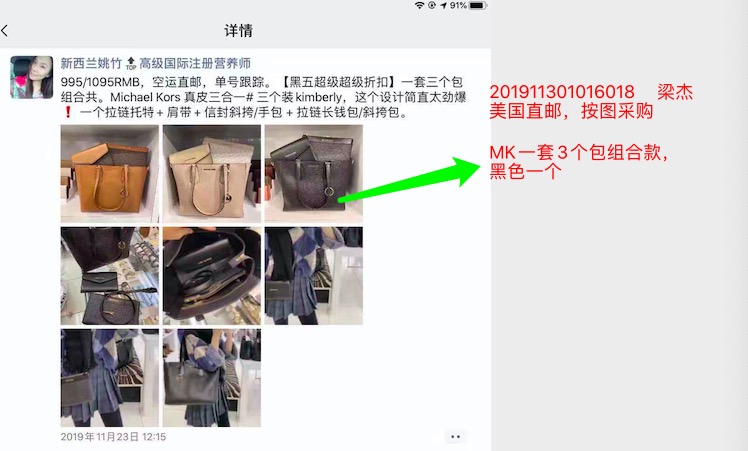 91%
详情
新西兰姚竹🔝高级国际注册营养师
995/1095RMB，空运直邮，单号跟踪。【黑五超级超级折扣】一套三个包
组合共。Michael Kors 真皮三合一# 三个装kimberly，这个设计简直太劲爆
❗ 一个拉链托特＋肩带＋信封斜挎/手包＋拉链长钱包/斜挎包。
201911301016018 梁杰
美国直邮，按图采购
MK一套3个包组合款，
黑色一个
2019年11月23日 12:15